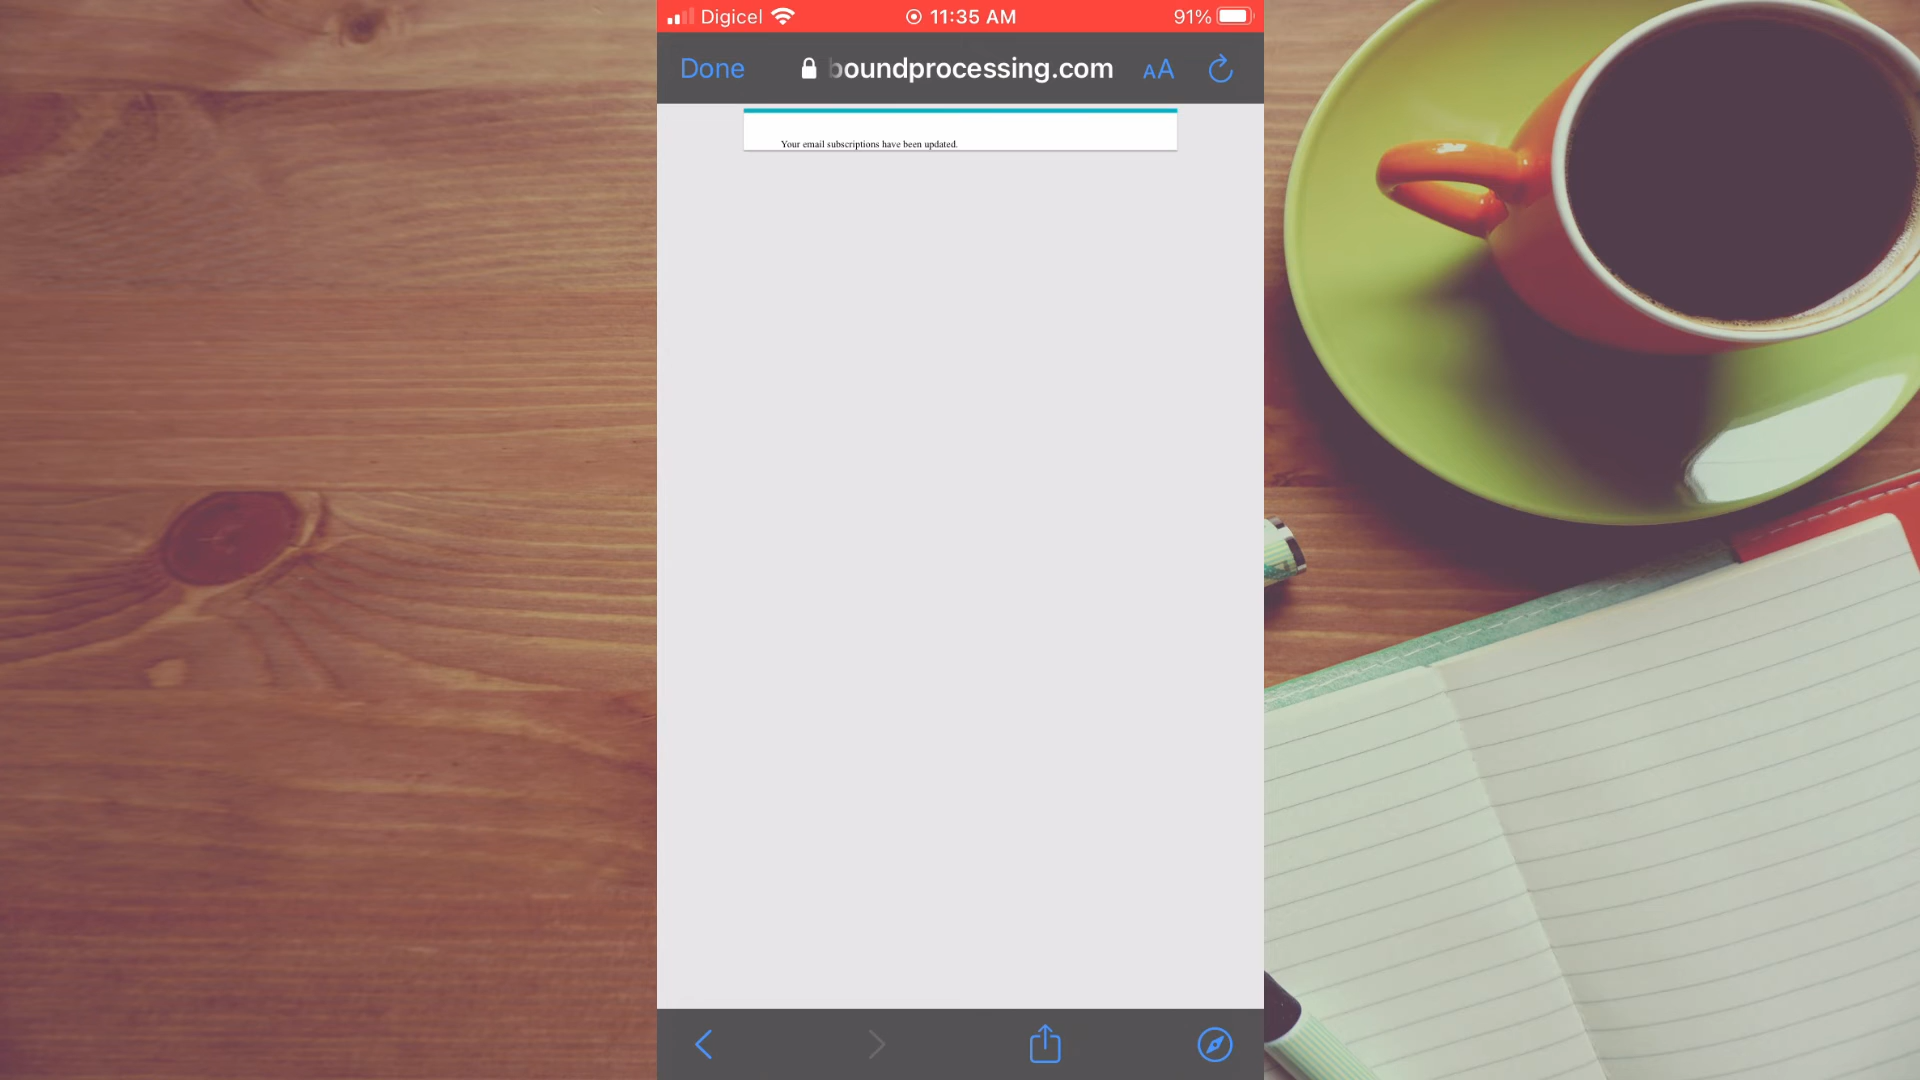 Digicel 11:35 AM 91%
Done boundprocessing.com AA
Your email subscriptions have been updated.